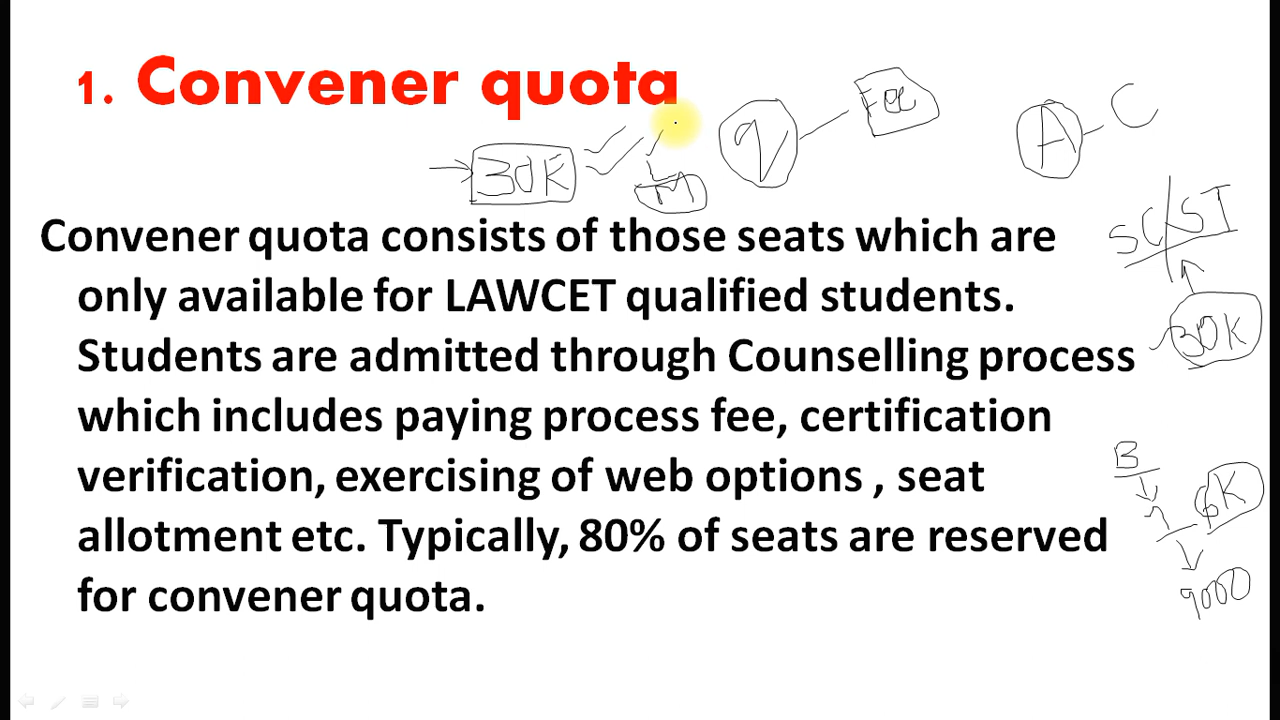 1. Convener quota
Fee
A - C
30K
M
SC/ST
Convener quota consists of those seats which are
only available for LAWCET qualified students.
30K
Students are admitted through Counselling process
which includes paying process fee, certification
verification, exercising of web options , seat
B
6K
allotment etc. Typically, 80% of seats are reserved
for convener quota.
9000